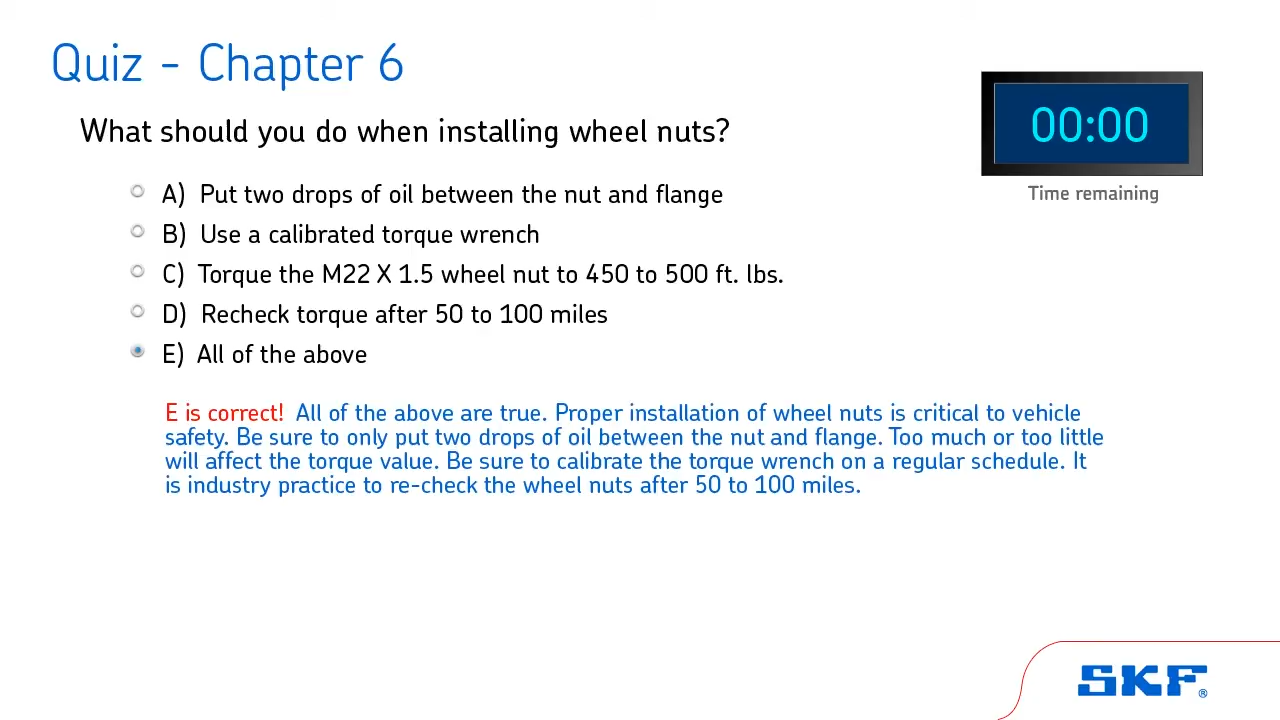 Quiz - Chapter 6
What should you do when installing wheel nuts?
00:00
Time remaining
A) Put two drops of oil between the nut and flange
B) Use a calibrated torque wrench
C) Torque the M22 X 1.5 wheel nut to 450 to 500 ft. lbs.
D) Recheck torque after 50 to 100 miles
E) All of the above
E is correct! All of the above are true. Proper installation of wheel nuts is critical to vehicle
safety. Be sure to only put two drops of oil between the nut and flange. Too much or too little
will affect the torque value. Be sure to calibrate the torque wrench on a regular schedule. It
is industry practice to re-check the wheel nuts after 50 to 100 miles.
SKF®